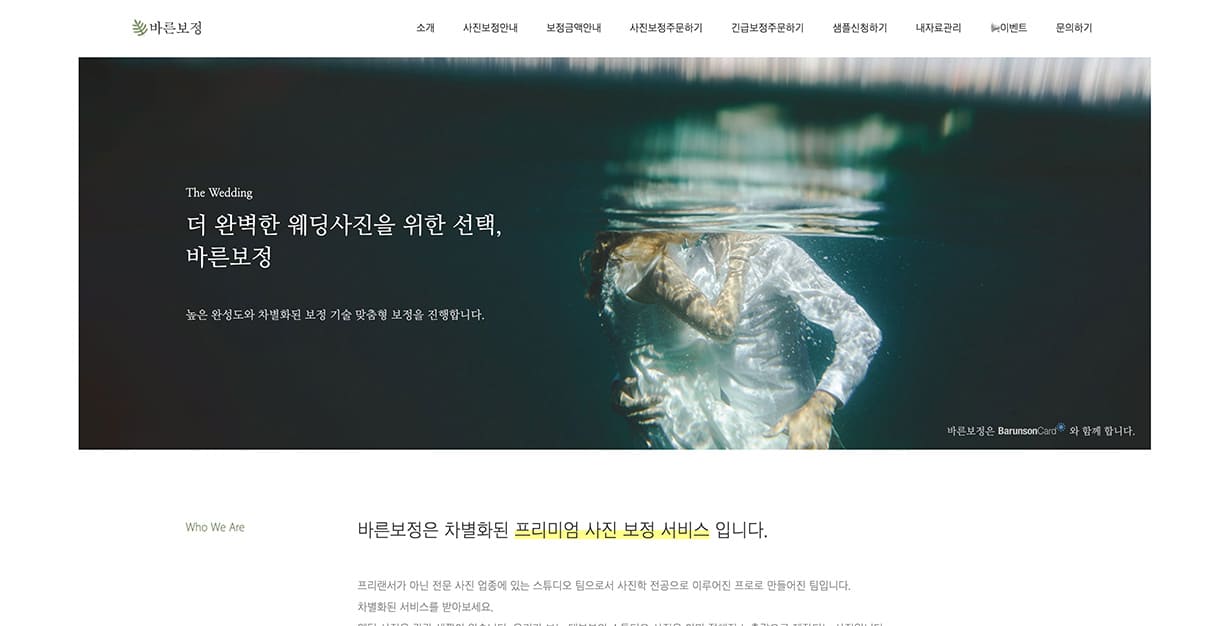 바른보정
소개 사진보정안내 보정금액안내 사진보정주문하기 긴급보정주문하기 샘플신청하기 내자료관리 이벤트 문의하기
The Wedding
더 완벽한 웨딩사진을 위한 선택,
바른보정
높은 완성도와 차별화된 보정 기술 맞춤형 보정을 진행합니다.
바른보정은 BarunsonCard 와 함께 합니다.
Who We Are
바른보정은 차별화된 프리미엄 사진 보정 서비스 입니다.
프리랜서가 아닌 전문 사진 업종에 있는 스튜디오 팀으로서 사진학 전공으로 이루어진 프로로 만들어진 팀입니다.
차별화된 서비스를 받아보세요.